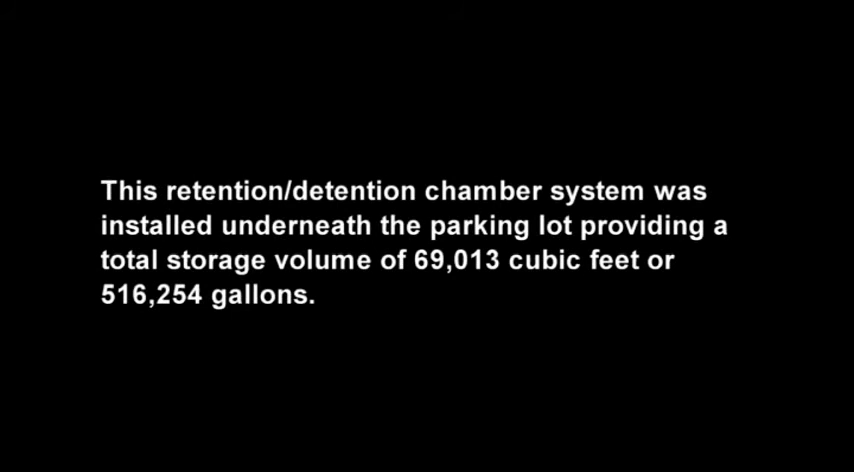 This retention/detention chamber system was
installed underneath the parking lot providing a
total storage volume of 69,013 cubic feet or
516,254 gallons.